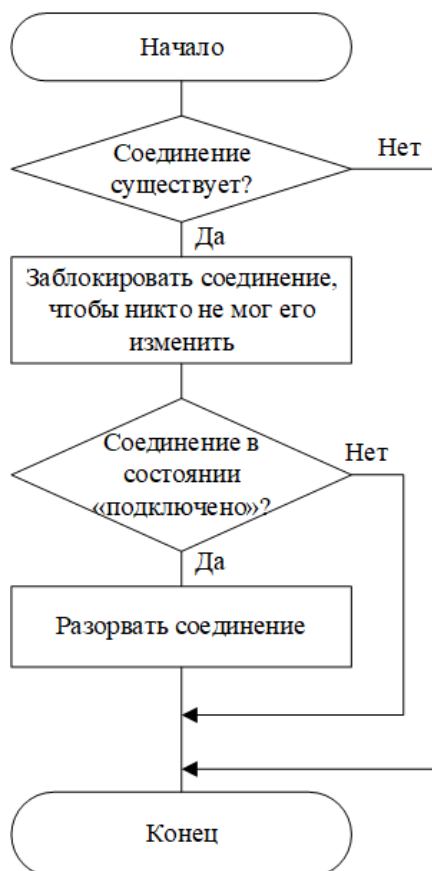 Начало
Соединение
существует?
Нет
Да
Заблокировать соединение,
чтобы никто не мог его
изменить
Соединение в
состоянии
«подключено»?
Нет
Да
Разорвать соединение
Конец